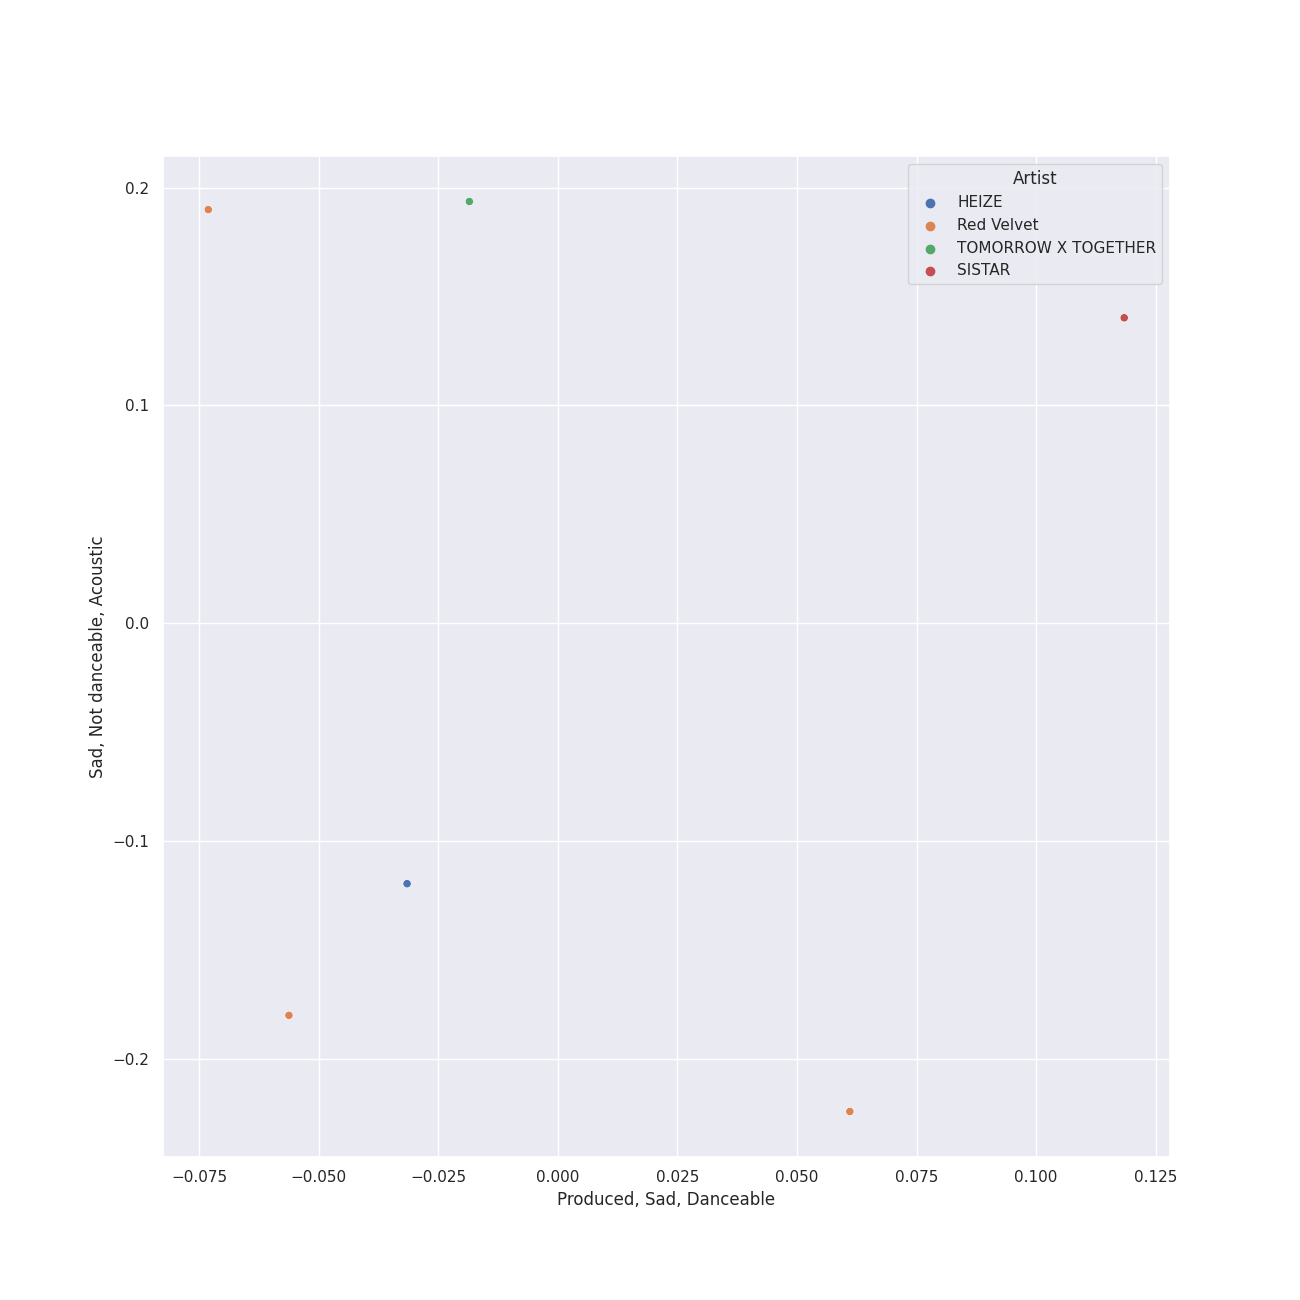 Artist
HEIZE
Red Velvet
TOMORROW X TOGETHER
SISTAR
0.2
0.1
0.0
−0.1
−0.2
Sad, Not danceable, Acoustic
−0.075 −0.050 −0.025 0.000 0.025 0.050 0.075 0.100 0.125
Produced, Sad, Danceable